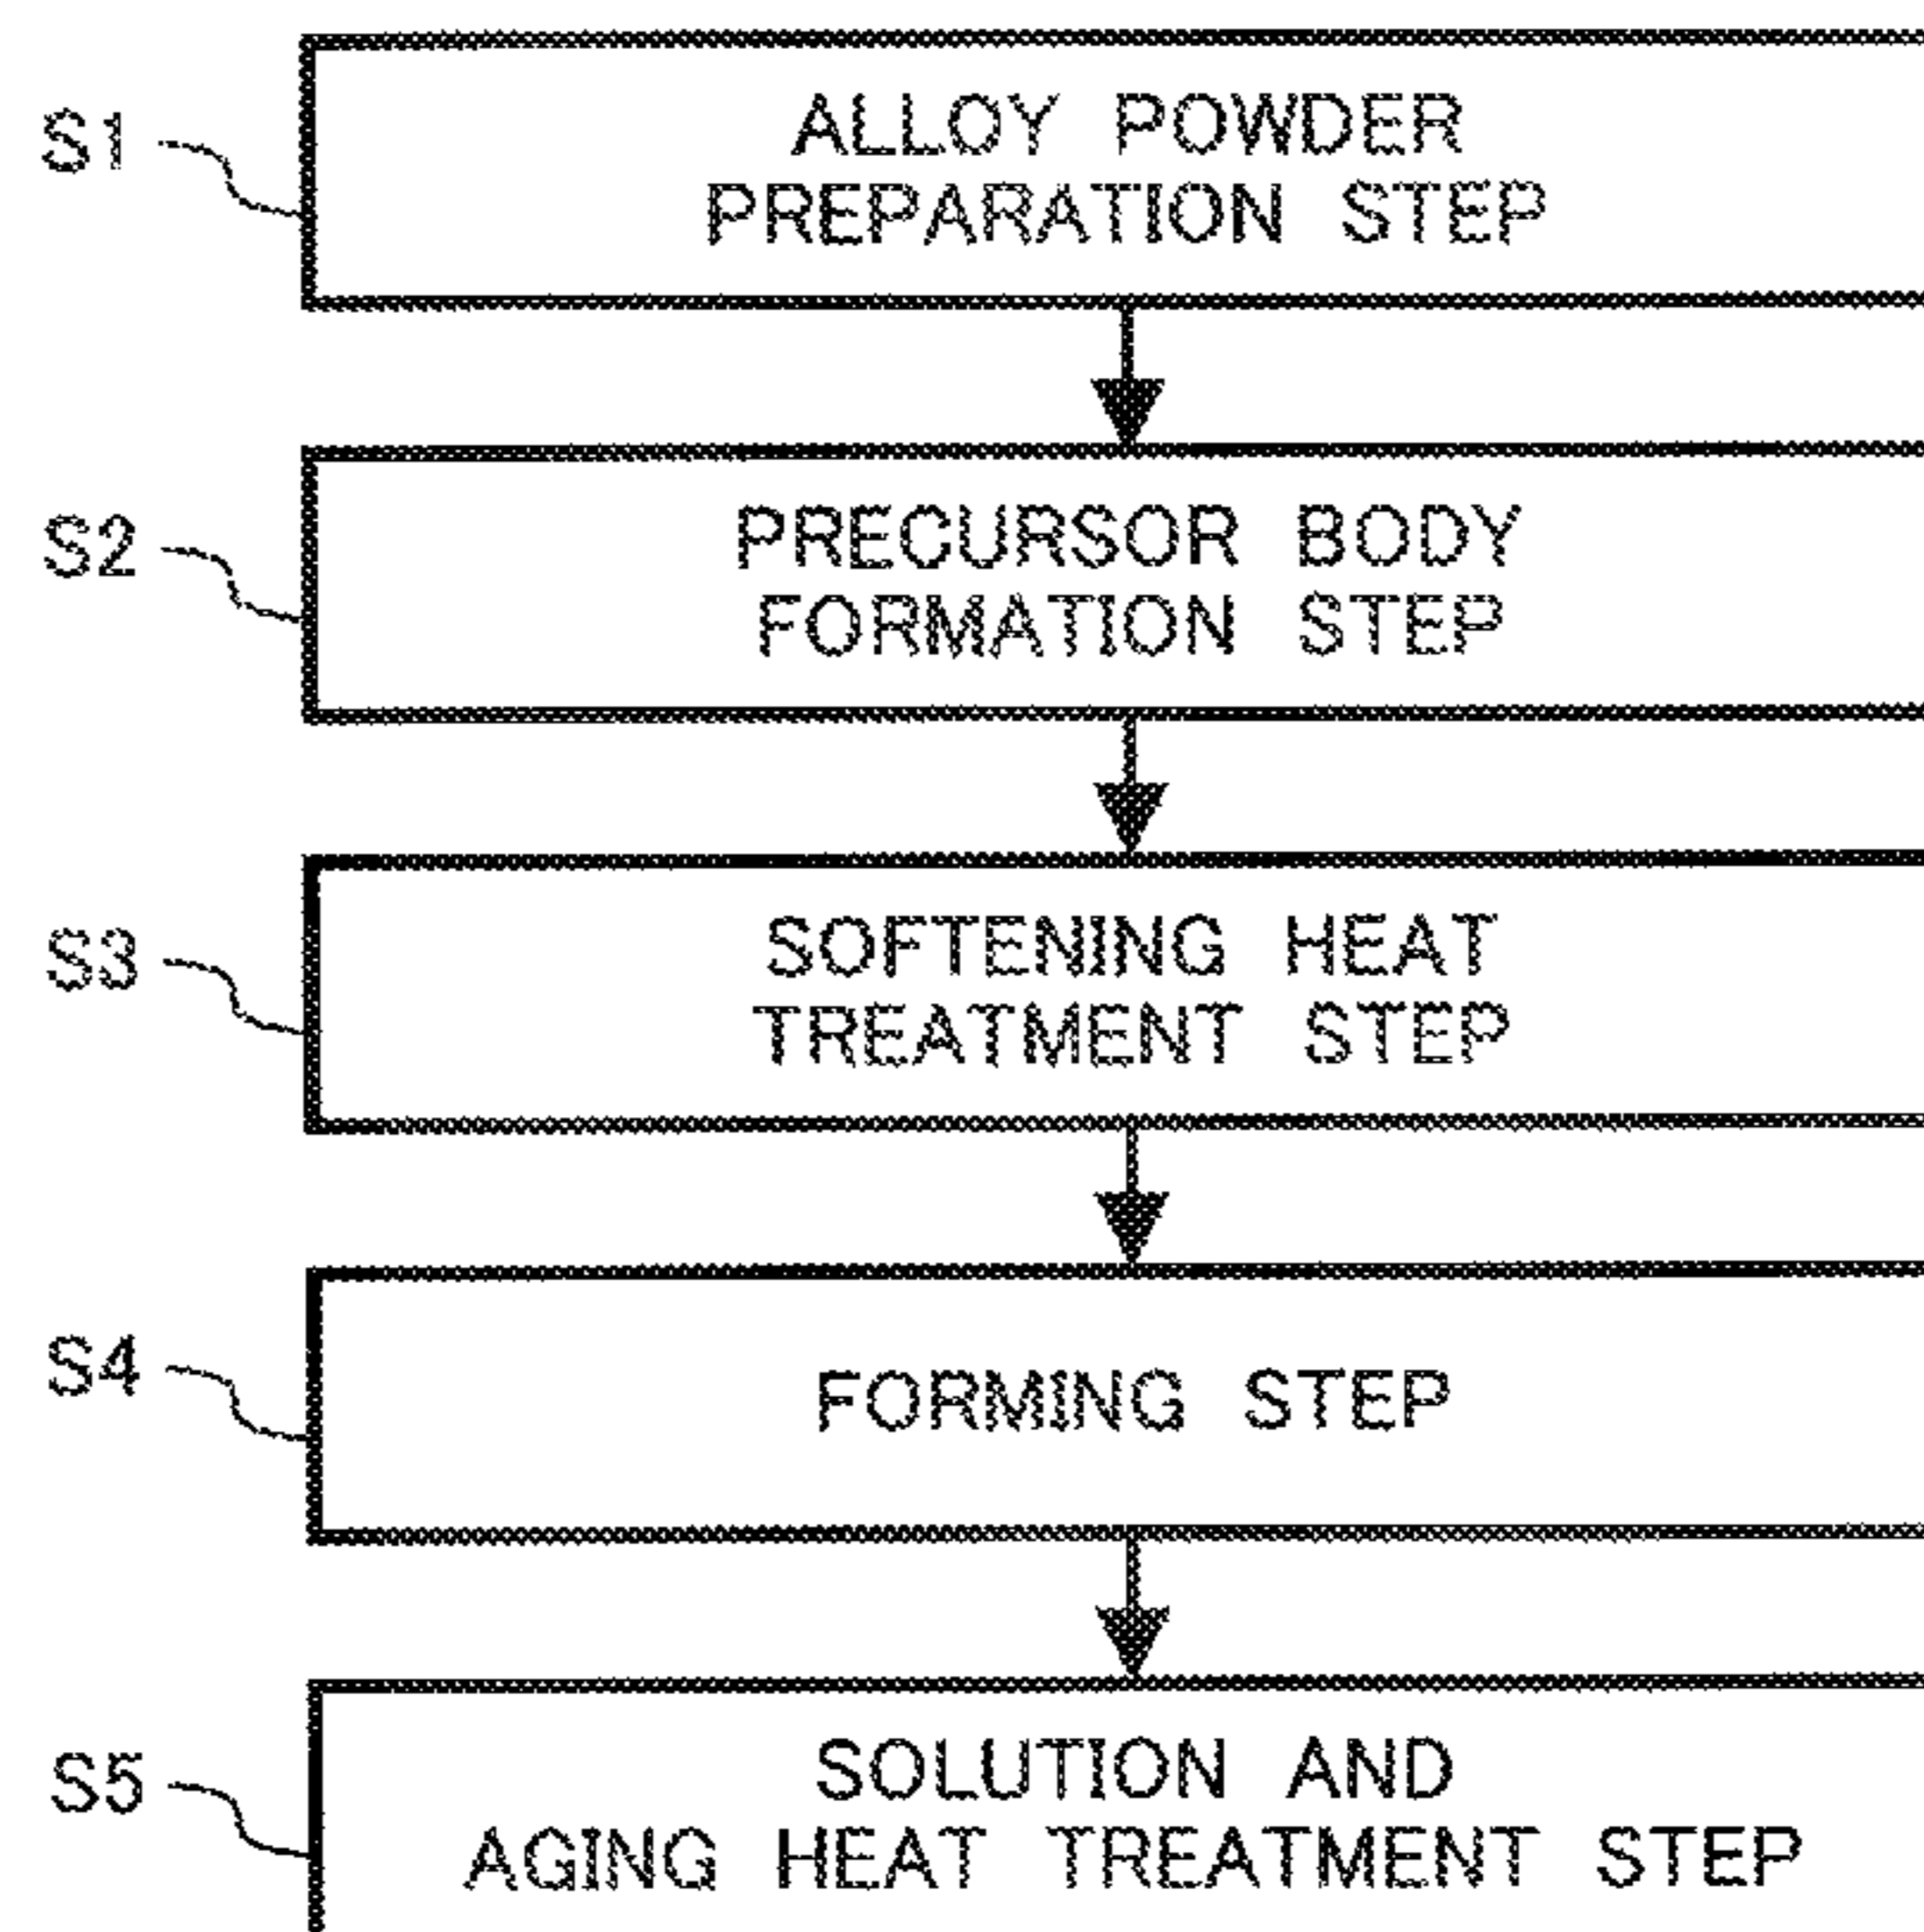 S1
ALLOY POWDER
PREPARATION STEP
S2
PRECURSOR BODY
FORMATION STEP
S3
SOFTENING HEAT
TREATMENT STEP
S4
FORMING STEP
S5
SOLUTION AND
AGING HEAT TREATMENT STEP